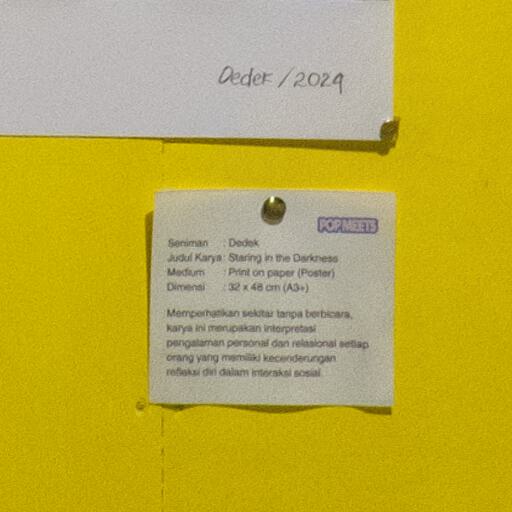 Dedek / 2024
POP MEETS
Seniman : Dedek
Judul Karya : Staring in the Darkness
Medium : Print on paper (Poster)
Dimensi : 32 x 48 cm (A3+)
Memperhatikan sekitar tanpa berbicara,
karya ini merupakan interpretasi
pengalaman personal dan relasional setiap
orang yang memiliki kecenderungan
refleksi diri dalam interaksi sosial.